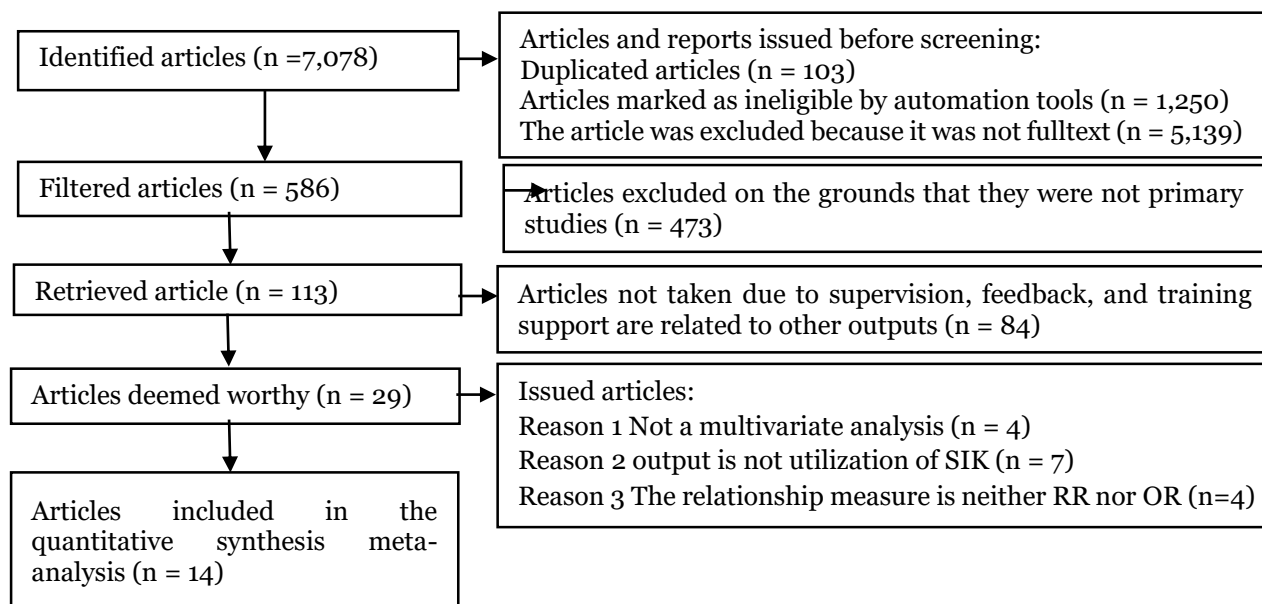 Identified articles (n =7,078)
Articles and reports issued before screening:
Duplicated articles (n = 103)
Articles marked as ineligible by automation tools (n = 1,250)
The article was excluded because it was not fulltext (n = 5,139)
Filtered articles (n = 586)
Articles excluded on the grounds that they were not primary
studies (n = 473)
Retrieved article (n = 113)
Articles not taken due to supervision, feedback, and training
support are related to other outputs (n = 84)
Articles deemed worthy (n = 29)
Issued articles:
Reason 1 Not a multivariate analysis (n = 4)
Reason 2 output is not utilization of SIK (n = 7)
Reason 3 The relationship measure is neither RR nor OR (n=4)
Articles included in the
quantitative synthesis meta-
analysis (n = 14)